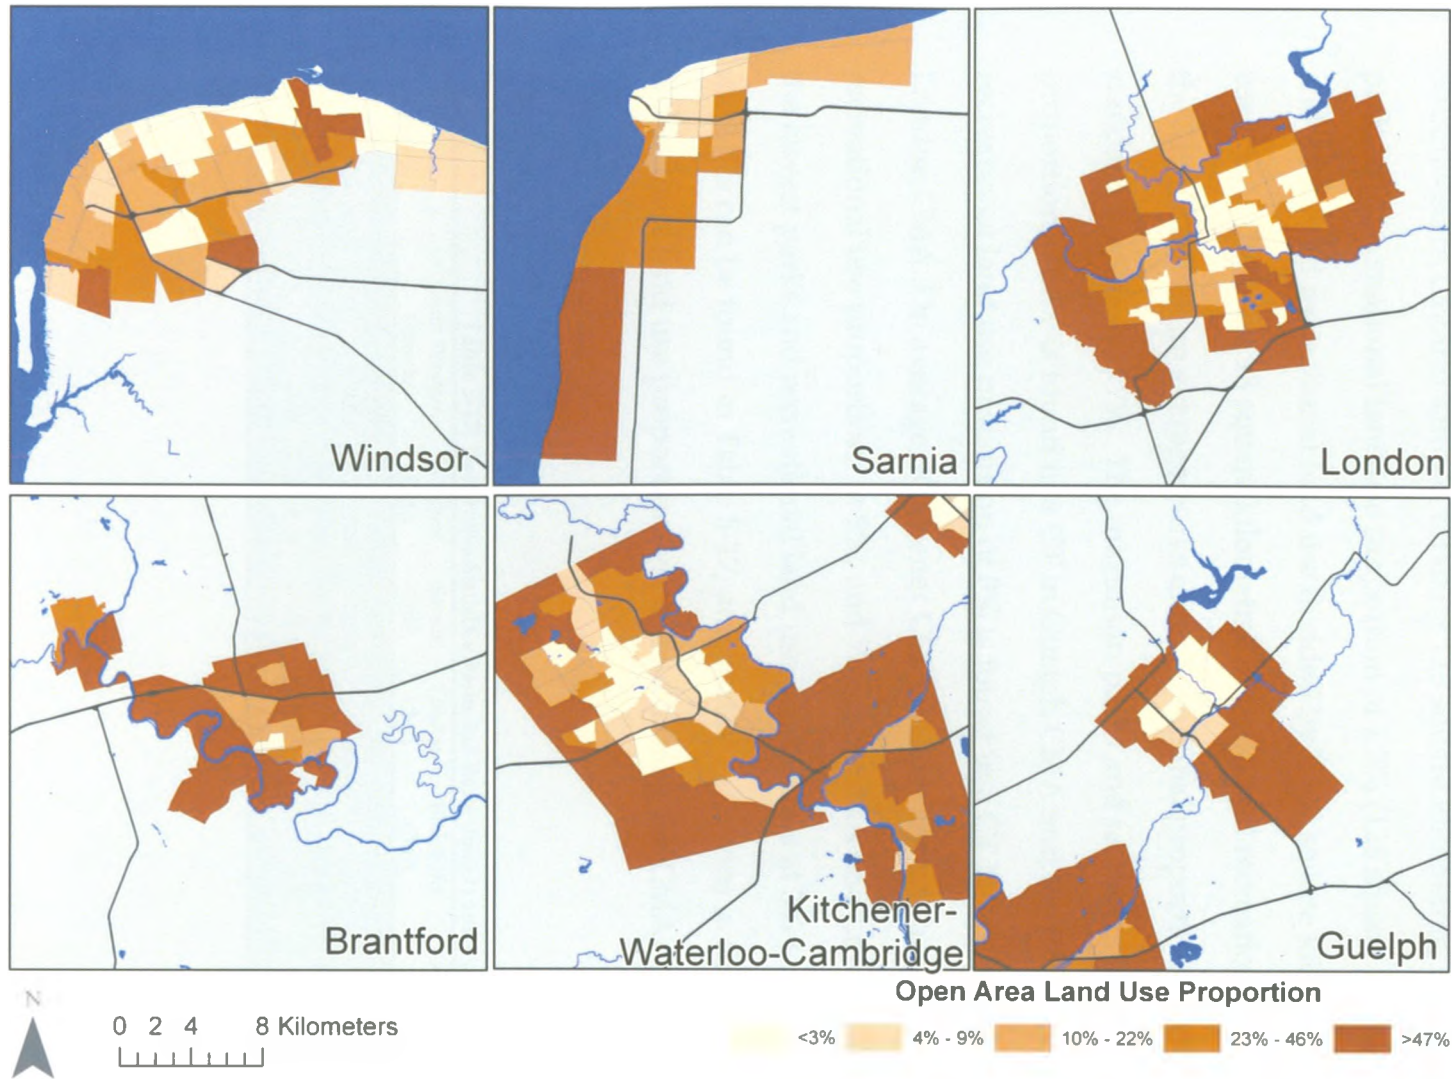 Windsor
Sarnia
London
Brantford
Kitchener-
Waterloo-Cambridge
Guelph
Open Area Land Use Proportion
N
0 2 4 8 Kilometers
<3% 4% - 9% 10% - 22% 23% - 46% >47%